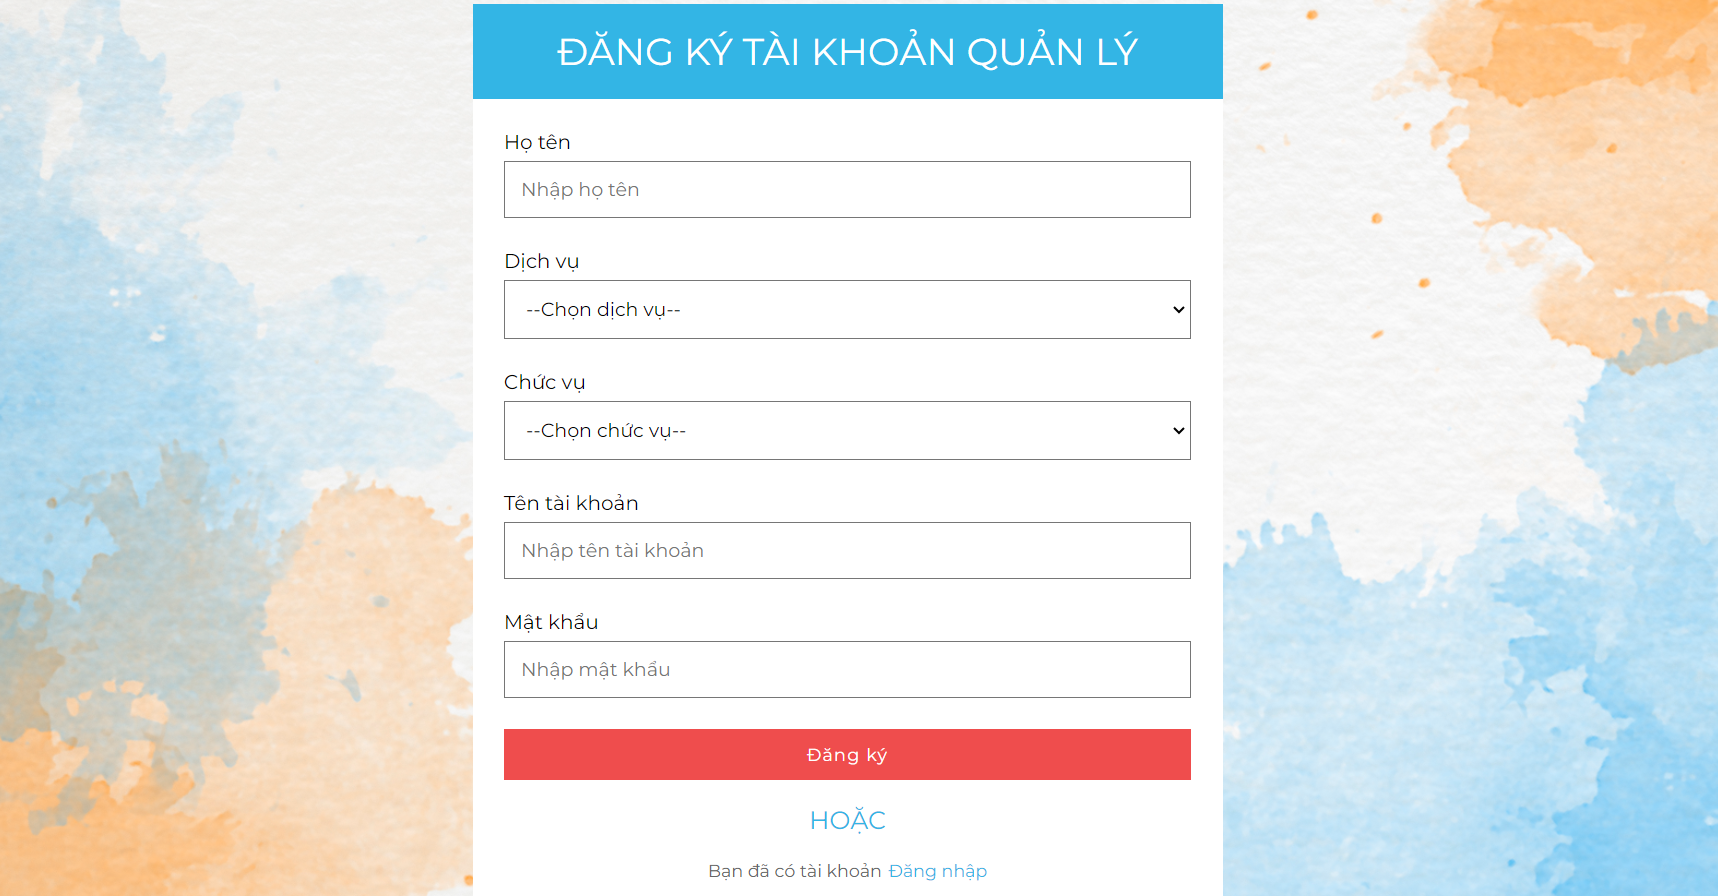 ĐĂNG KÝ TÀI KHOẢN QUẢN LÝ
Họ tên
Nhập họ tên
Dịch vụ
--Chọn dịch vụ--
Chức vụ
--Chọn chức vụ--
Tên tài khoản
Nhập tên tài khoản
Mật khẩu
Nhập mật khẩu
Đăng ký
HOẶC
Bạn đã có tài khoản Đăng nhập